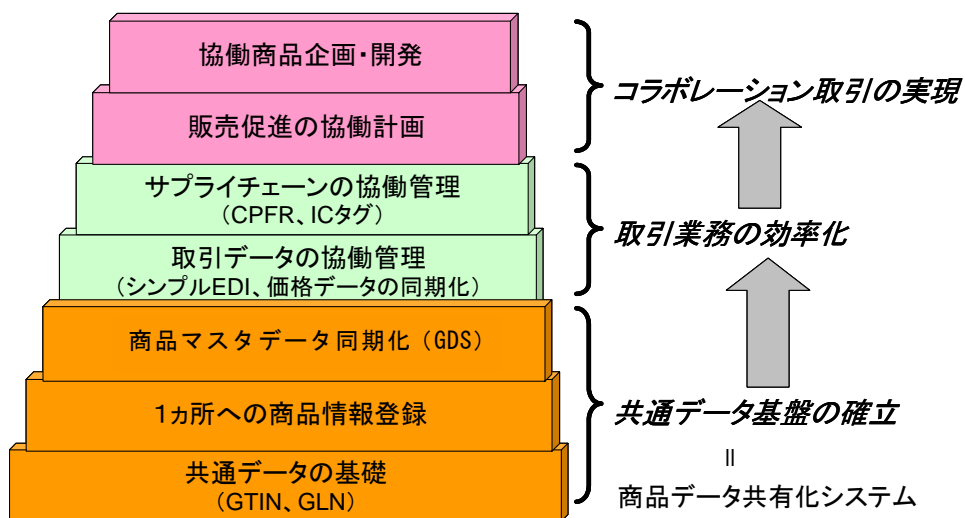 協働商品企画・開発
販売促進の協働計画
サプライチェーンの協働管理
（CPFR、ICタグ）
取引データの協働管理
（シンプルEDI、価格データの同期化）
商品マスタデータ同期化（GDS）
1ヵ所への商品情報登録
共通データの基礎
（GTIN、GLN）
コラボレーション取引の実現
取引業務の効率化
共通データ基盤の確立
＝
商品データ共有化システム